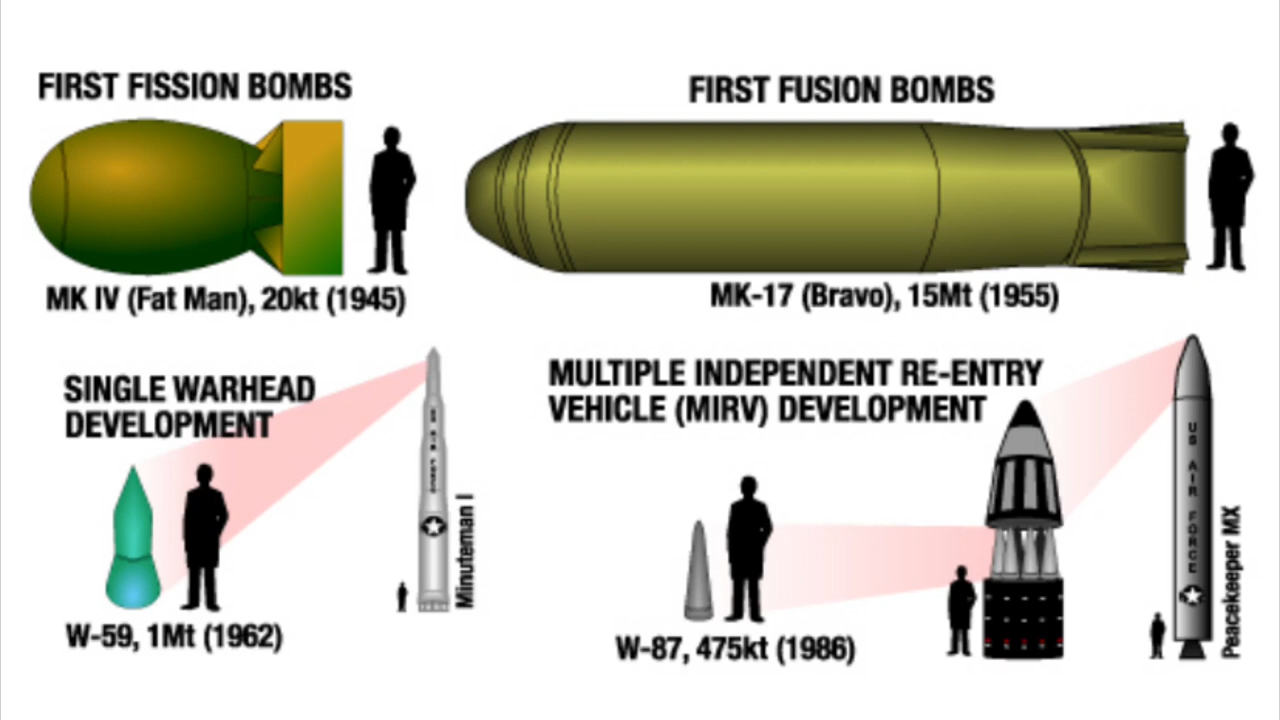 FIRST FISSION BOMBS
FIRST FUSION BOMBS
MK IV (Fat Man), 20kt (1945)
MK-17 (Bravo), 15Mt (1955)
SINGLE WARHEAD
DEVELOPMENT
Minuteman I
W-59, 1Mt (1962)
MULTIPLE INDEPENDENT RE-ENTRY
VEHICLE (MIRV) DEVELOPMENT
US AIR FORCE
Peacekeeper MX
W-87, 475kt (1986)